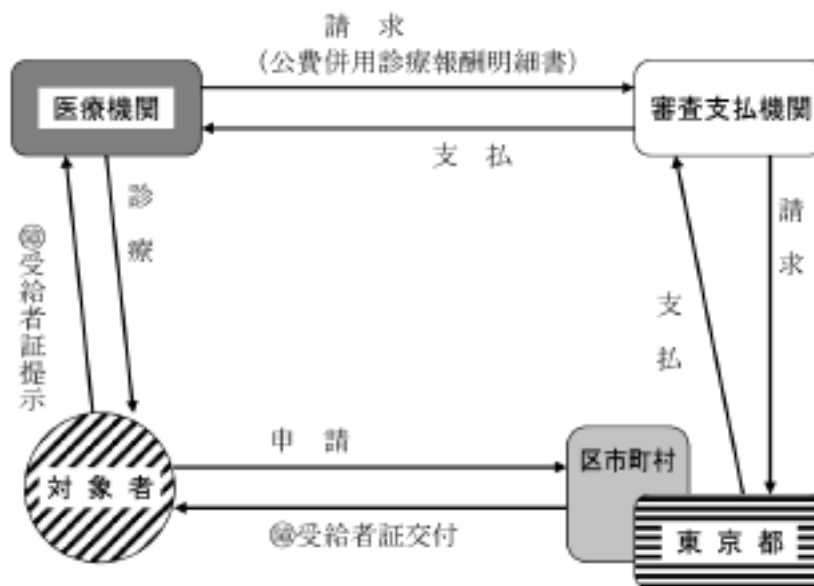 請 求
(公費併用診療報酬明細書)
医療機関
審査支払機関
支 払
診 療
請 求
受給者証提示
支 払
申 請
区市町村
対 象 者
受給者証交付
東 京 都